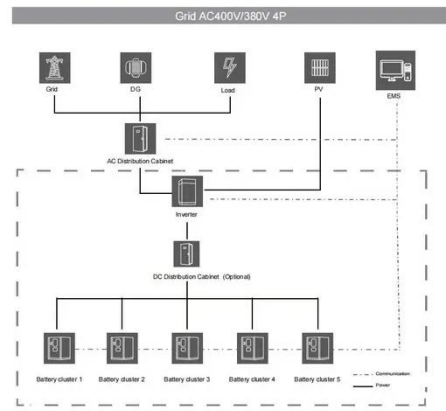 Grid AC400V/380V 4P
Grid
DG
Load
PV
EMS
AC Distribution Cabinet
Inverter
DC Distribution Cabinet (Optional)
Battery cluster 1
Battery cluster 2
Battery cluster 3
Battery cluster 4
Battery cluster 5
Communication
Power